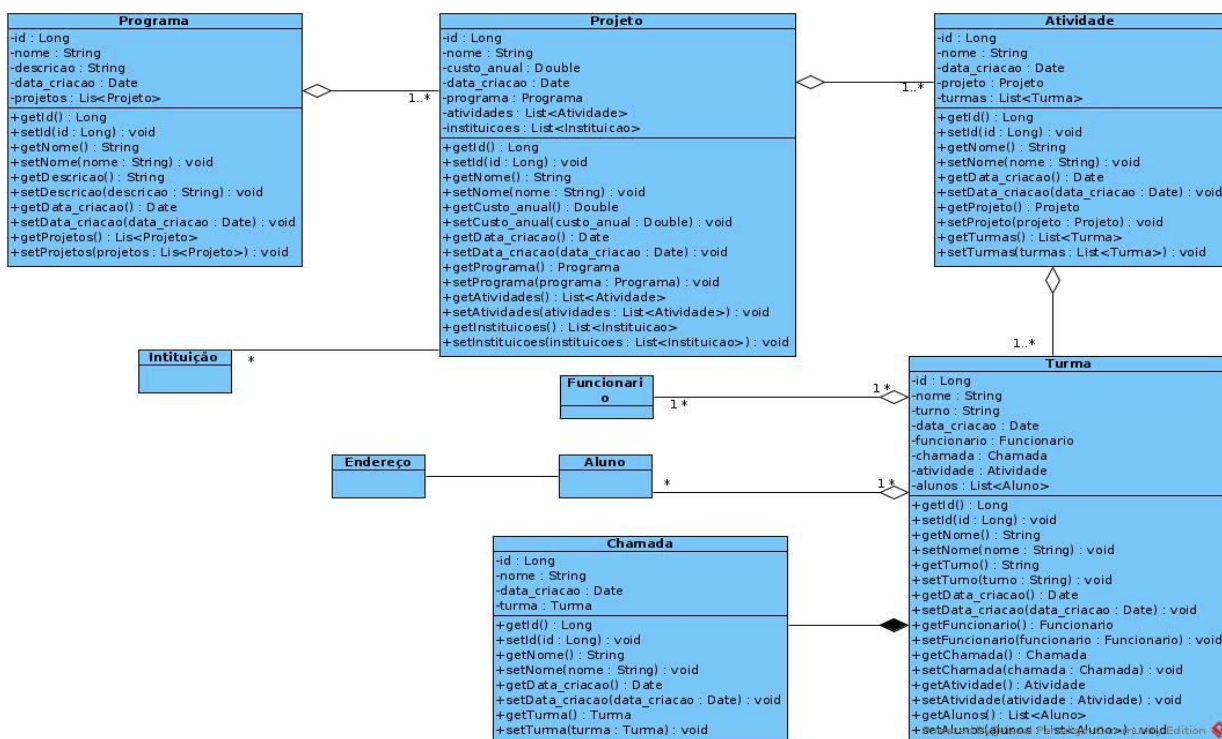 Programa
-id : Long
-nome : String
-descricao : String
-data_criacao : Date
-projetos : Lis<Projeto>
+getId() : Long
+setId(id : Long) : void
+getNome() : String
+setNome(nome : String) : void
+getDescricao() : String
+setDescricao(descricao : String) : void
+getData_criacao() : Date
+setData_criacao(data_criacao : Date) : void
+getProjetos() : Lis<Projeto>
+setProjetos(projetos : Lis<Projeto>) : void
1..*
Projeto
-id : Long
-nome : String
-custo_anual : Double
-data_criacao : Date
-programa : Programa
-atividades : List<Atividade>
-instituicoes : List<Instituicao>
+getId() : Long
+setId(id : Long) : void
+getNome() : String
+setNome(nome : String) : void
+getCusto_anual() : Double
+setCusto_anual(custo_anual : Double) : void
+getData_criacao() : Date
+setData_criacao(data_criacao : Date) : void
+getPrograma() : Programa
+setPrograma(programa : Programa) : void
+getAtividades() : List<Atividade>
+setAtividades(atividades : List<Atividade>) : void
+getInstituicoes() : List<Instituicao>
+setInstituicoes(instituicoes : List<Instituicao>) : void
1..*
Atividade
-id : Long
-nome : String
-data_criacao : Date
-projeto : Projeto
-turmas : List<Turma>
+getId() : Long
+setId(id : Long) : void
+getNome() : String
+setNome(nome : String) : void
+getData_criacao() : Date
+setData_criacao(data_criacao : Date) : void
+getProjeto() : Projeto
+setProjeto(projeto : Projeto) : void
+getTurmas() : List<Turma>
+setTurmas(turmas : List<Turma>) : void
1..*
Intituição
*
Funcionari
o
1 *
1 *
Endereço
Aluno
*
1 *
Chamada
-id : Long
-nome : String
-data_criacao : Date
-turma : Turma
+getId() : Long
+setId(id : Long) : void
+getNome() : String
+setNome(nome : String) : void
+getData_criacao() : Date
+setData_criacao(data_criacao : Date) : void
+getTurma() : Turma
+setTurma(turma : Turma) : void
Turma
-id : Long
-nome : String
-turno : String
-data_criacao : Date
-funcionario : Funcionario
-chamada : Chamada
-atividade : Atividade
-alunos : List<Aluno>
+getId() : Long
+setId(id : Long) : void
+getNome() : String
+setNome(nome : String) : void
+getTurno() : String
+setTurno(turno : String) : void
+getData_criacao() : Date
+setData_criacao(data_criacao : Date) : void
+getFuncionario() : Funcionario
+setFuncionario(funcionario : Funcionario) : void
+getChamada() : Chamada
+setChamada(chamada : Chamada) : void
+getAtividade() : Atividade
+setAtividade(atividade : Atividade) : void
+getAlunos() : List<Aluno>
+setAlunos(alunos : List<Aluno>) : void
Edition